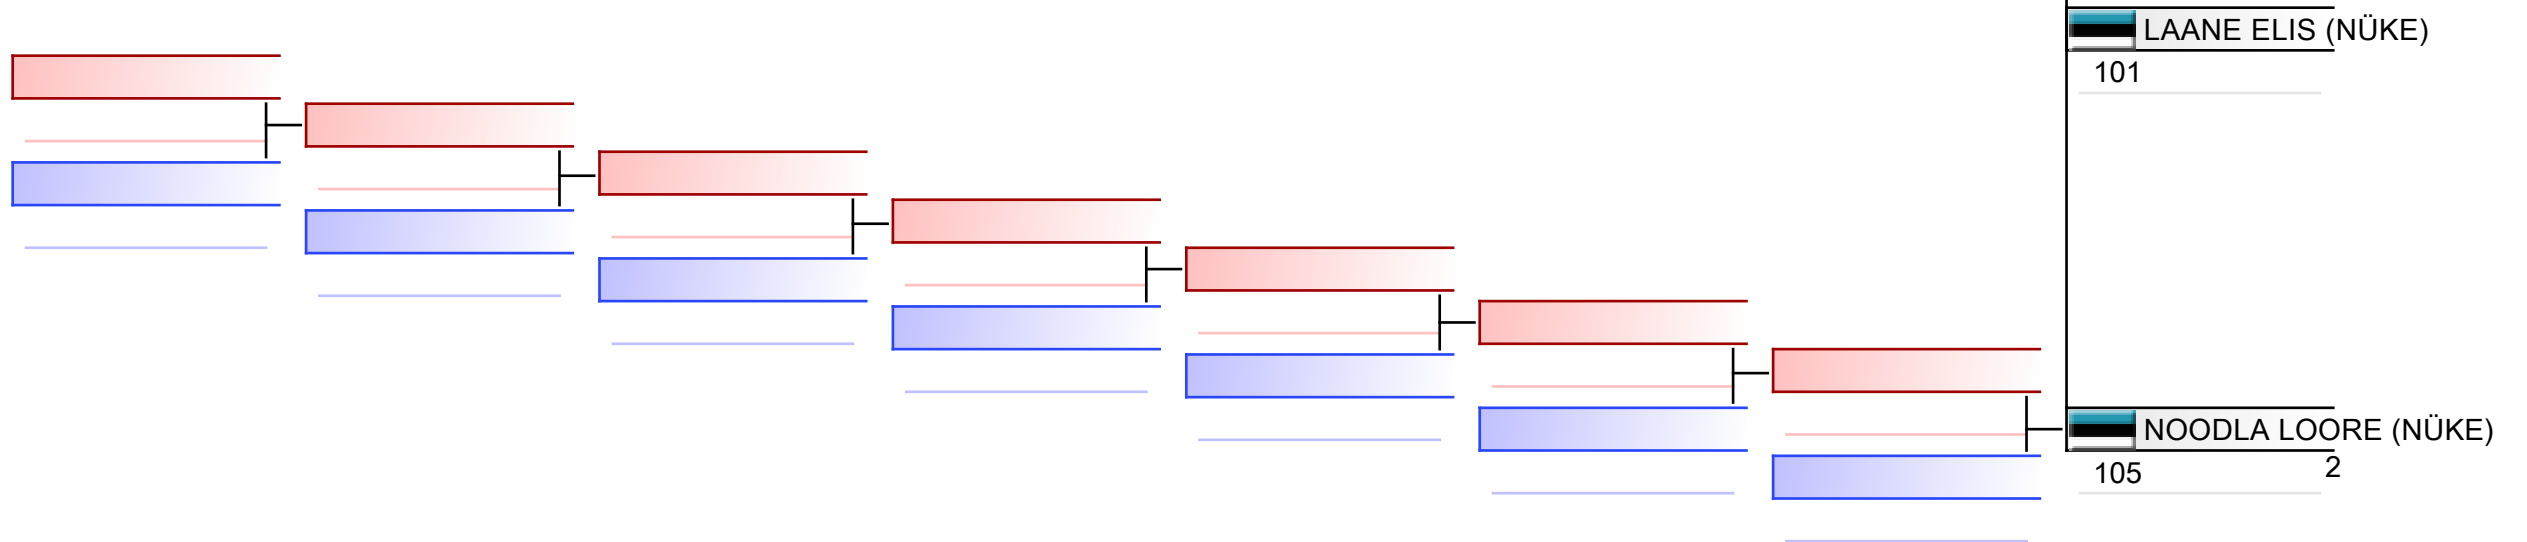 LAANE ELIS (NÜKE)
101
NOODLA LOORE (NÜKE)
2
105